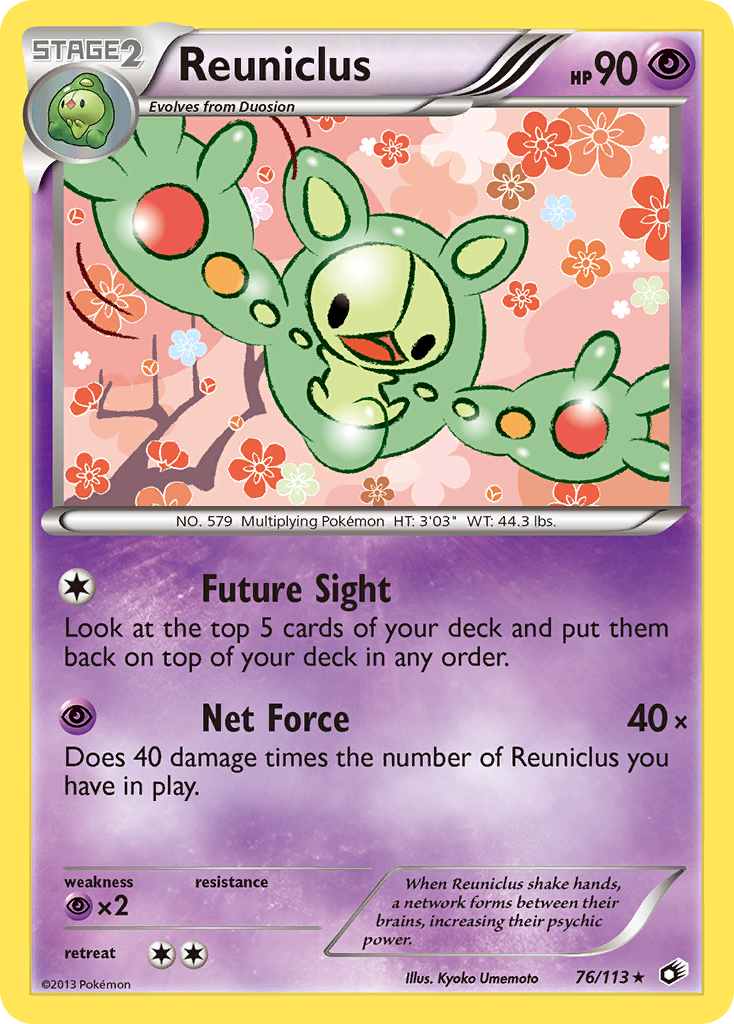 STAGE2
Reuniclus
HP90
Evolves from Duosion
NO. 579 Multiplying Pokémon HT: 3'03" WT: 44.3 lbs.
Future Sight
Look at the top 5 cards of your deck and put them
back on top of your deck in any order.
Net Force 40×
Does 40 damage times the number of Reuniclus you
have in play.
weakness resistance
×2
When Reuniclus shake hands,
a network forms between their
brains, increasing their psychic
power.
retreat
©2013 Pokémon
Illus. Kyoko Umemoto 76/113 ★